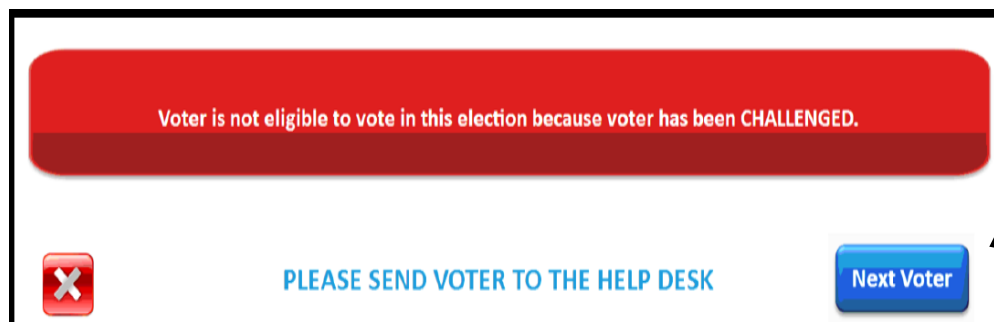 Voter is not eligible to vote in this election because voter has been CHALLENGED.
PLEASE SEND VOTER TO THE HELP DESK
Next Voter